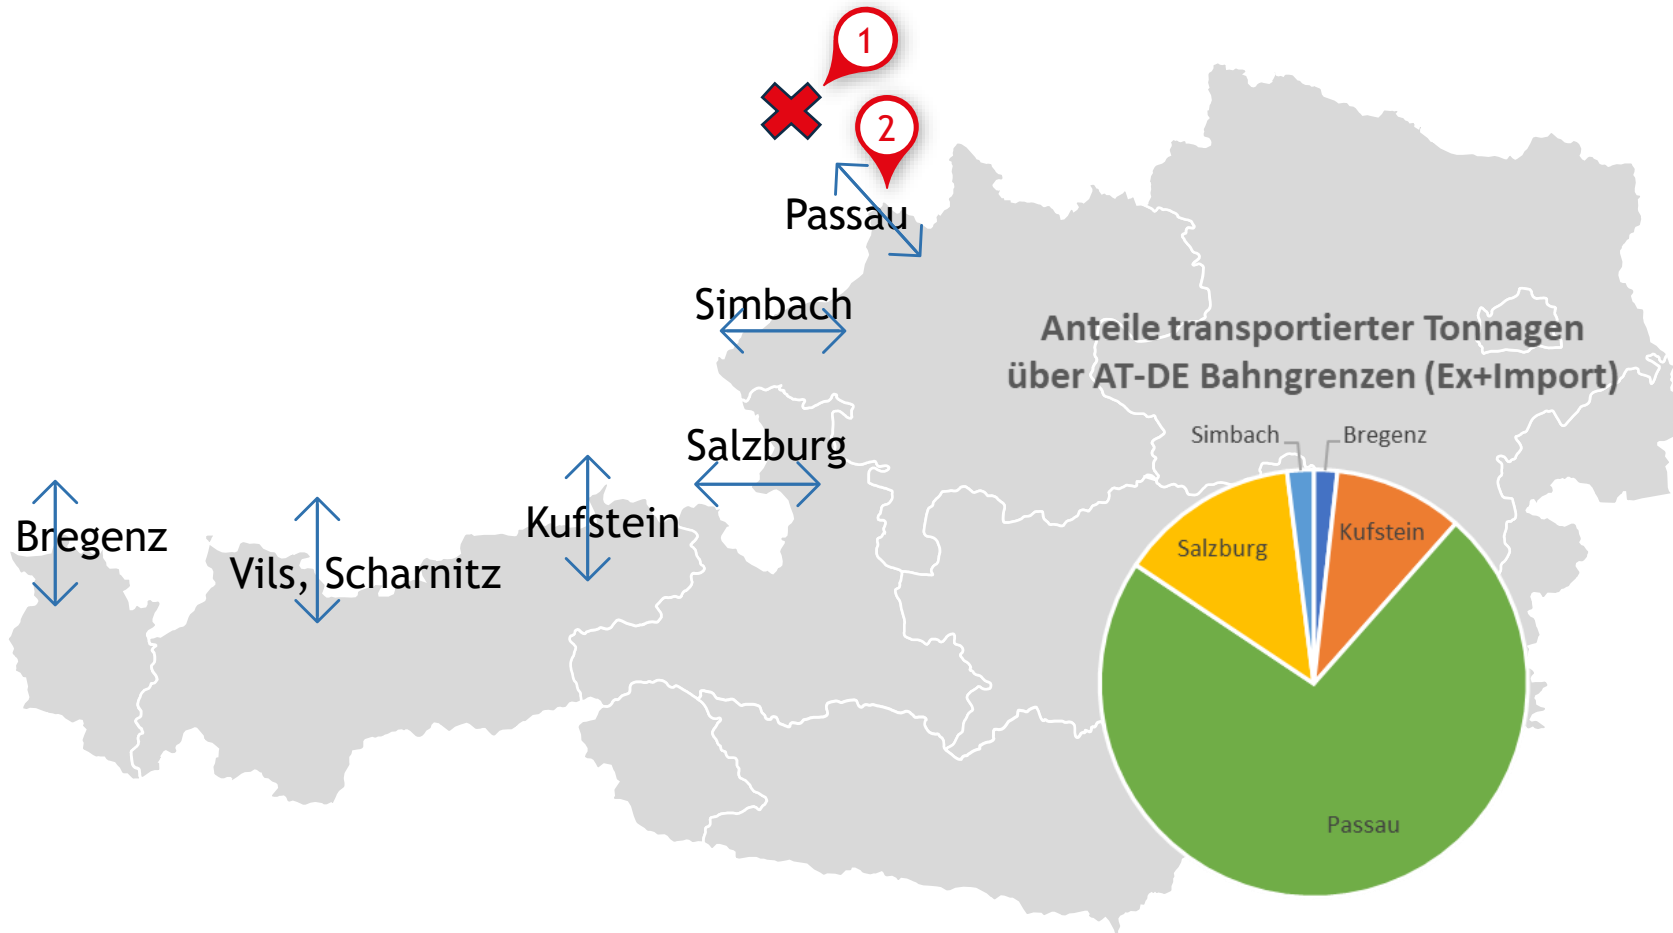 1
2
Passau
Simbach
Salzburg
Kufstein
Bregenz
Vils, Scharnitz
Anteile transportierter Tonnagen
über AT-DE Bahngrenzen (Ex+Import)
Simbach
Bregenz
Kufstein
Salzburg
Passau